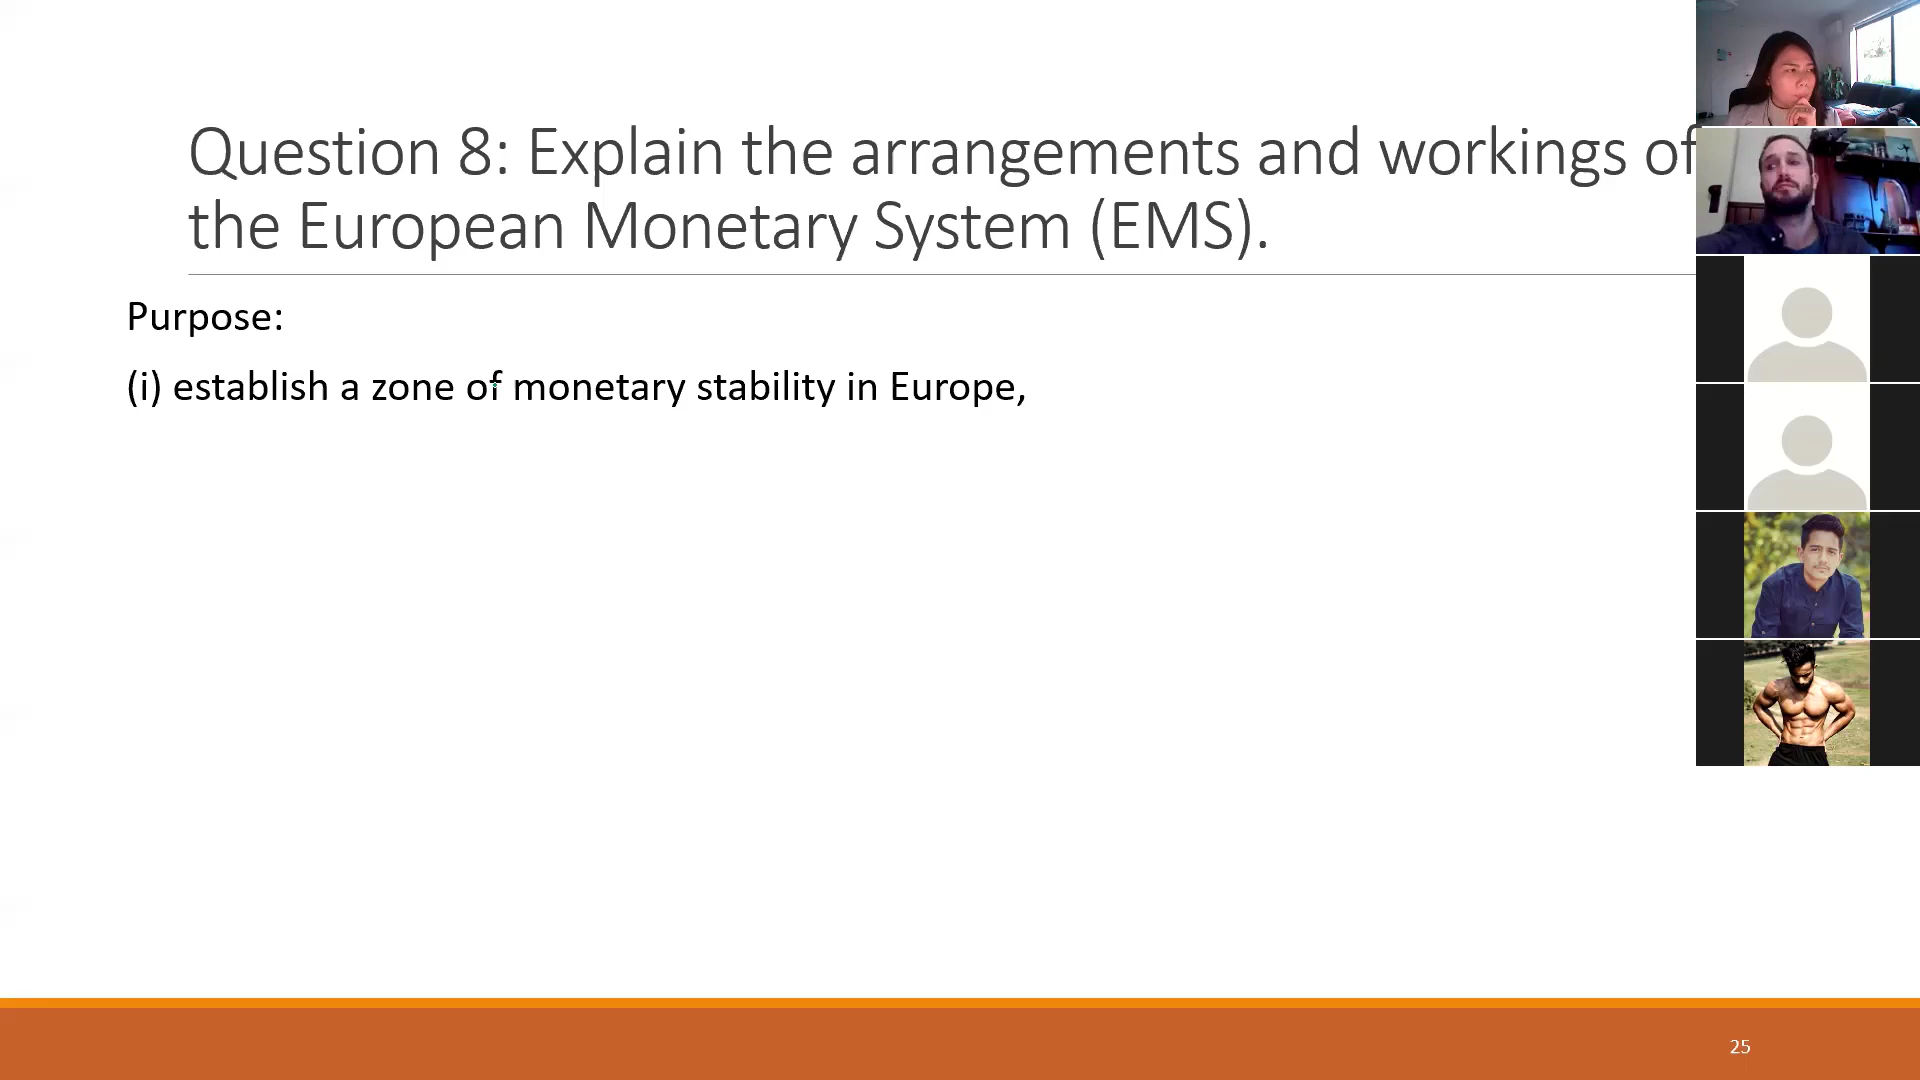 Question 8: Explain the arrangements and workings of
the European Monetary System (EMS).
Purpose:
(i) establish a zone of monetary stability in Europe,
25